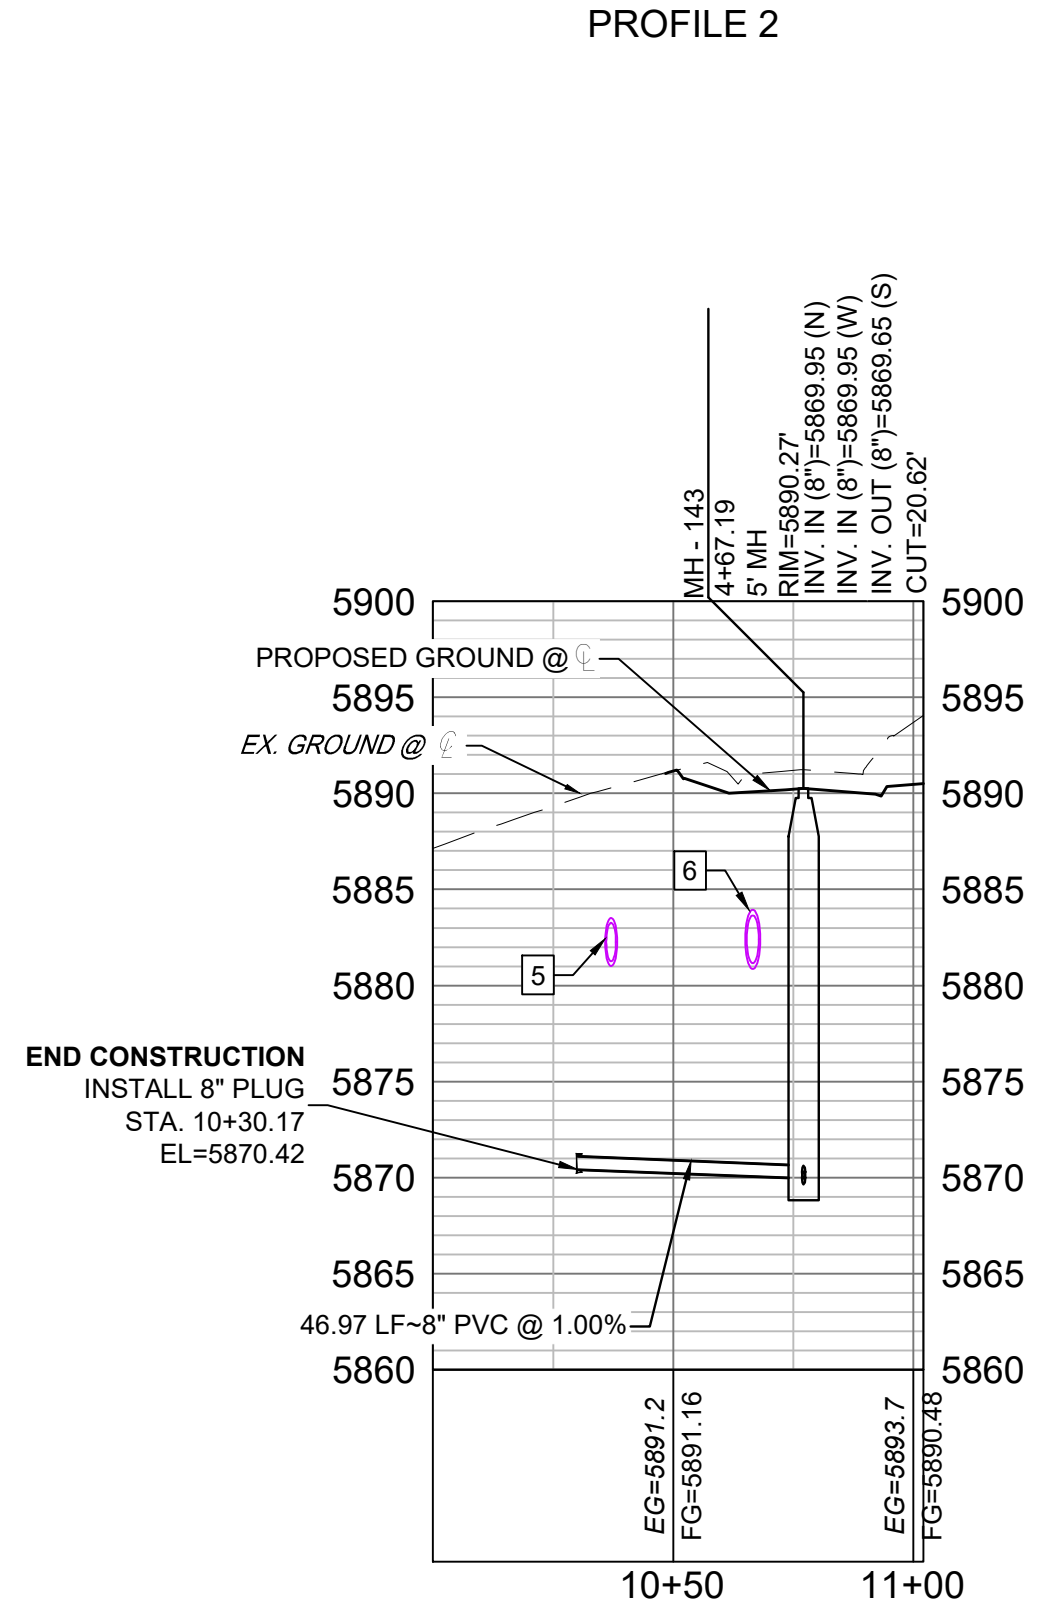 PROFILE 2
MH - 143
4+67.19
5' MH
RIM=5890.27'
INV. IN (8")=5869.95 (N)
INV. IN (8")=5869.95 (W)
INV. OUT (8")=5869.65 (S)
CUT=20.62'
5900
5900
PROPOSED GROUND @ ℄
5895
5895
EX. GROUND @ ℄
5890
5890
6
5885
5885
5
5880
5880
END CONSTRUCTION
INSTALL 8" PLUG
STA. 10+30.17
EL=5870.42
5875
5875
5870
5870
5865
5865
46.97 LF~8" PVC @ 1.00%
5860
5860
EG=5891.2
FG=5891.16
EG=5893.7
FG=5890.48
10+50
11+00